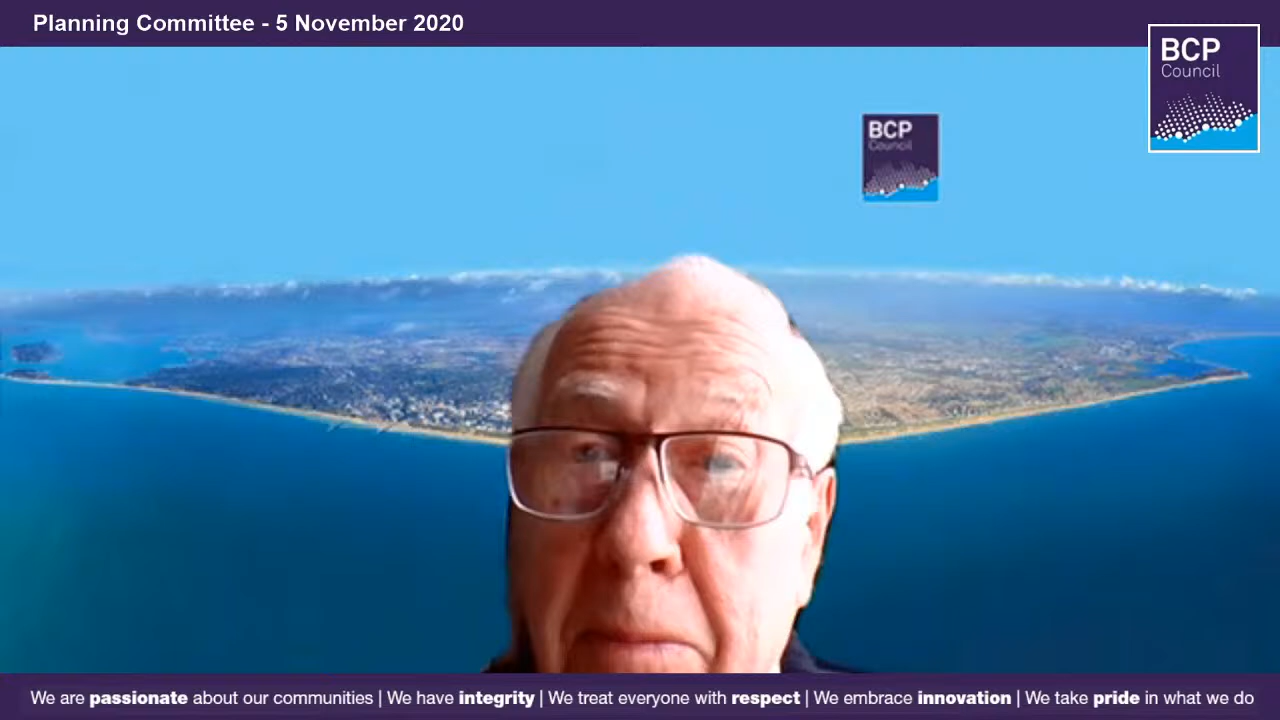 Planning Committee - 5 November 2020
BCP
Council
BCP
Council
We are passionate about our communities | We have integrity | We treat everyone with respect | We embrace innovation | We take pride in what we do